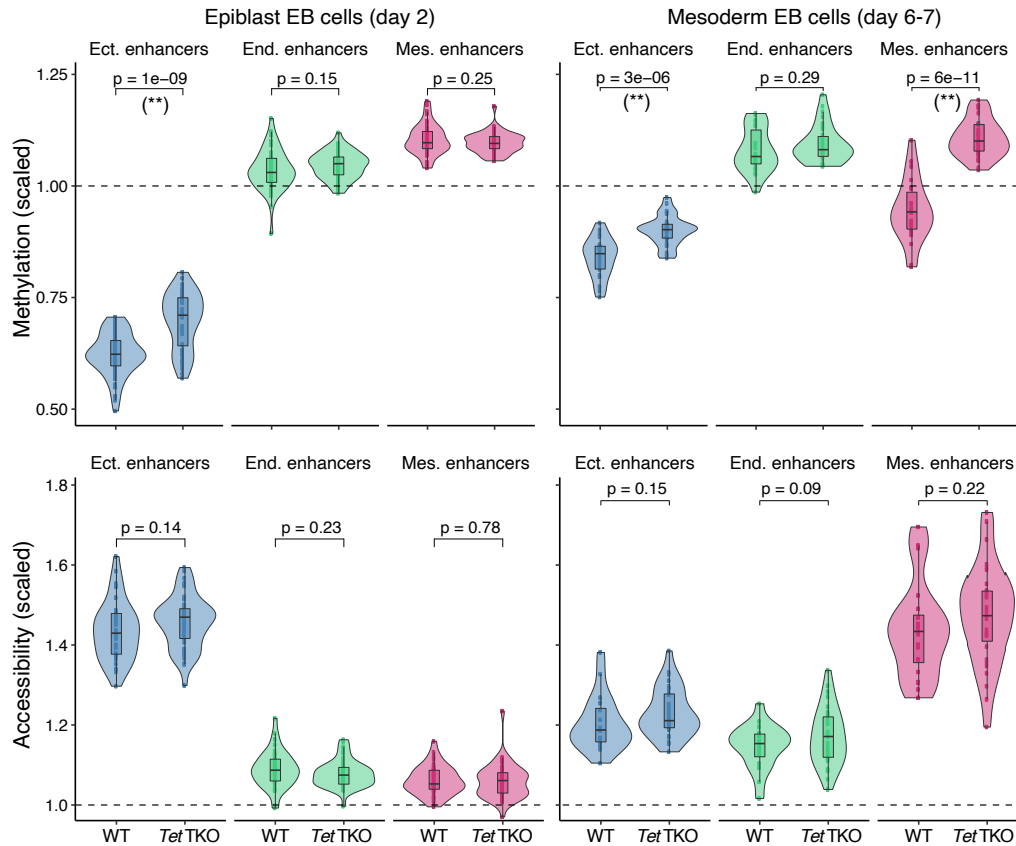 Epiblast EB cells (day 2)
Mesoderm EB cells (day 6-7)
Ect. enhancers
End. enhancers
Mes. enhancers
Ect. enhancers
End. enhancers
Mes. enhancers
p = 1e−09
(**)
p = 0.15
p = 0.25
p = 3e−06
(**)
p = 0.29
p = 6e−11
(**)
Methylation (scaled)
1.25
1.00
0.75
0.50
Ect. enhancers
End. enhancers
Mes. enhancers
Ect. enhancers
End. enhancers
Mes. enhancers
p = 0.14
p = 0.23
p = 0.78
p = 0.15
p = 0.09
p = 0.22
Accessibility (scaled)
1.8
1.6
1.4
1.2
1.0
WT
Tet TKO
WT
Tet TKO
WT
Tet TKO
WT
Tet TKO
WT
Tet TKO
WT
Tet TKO